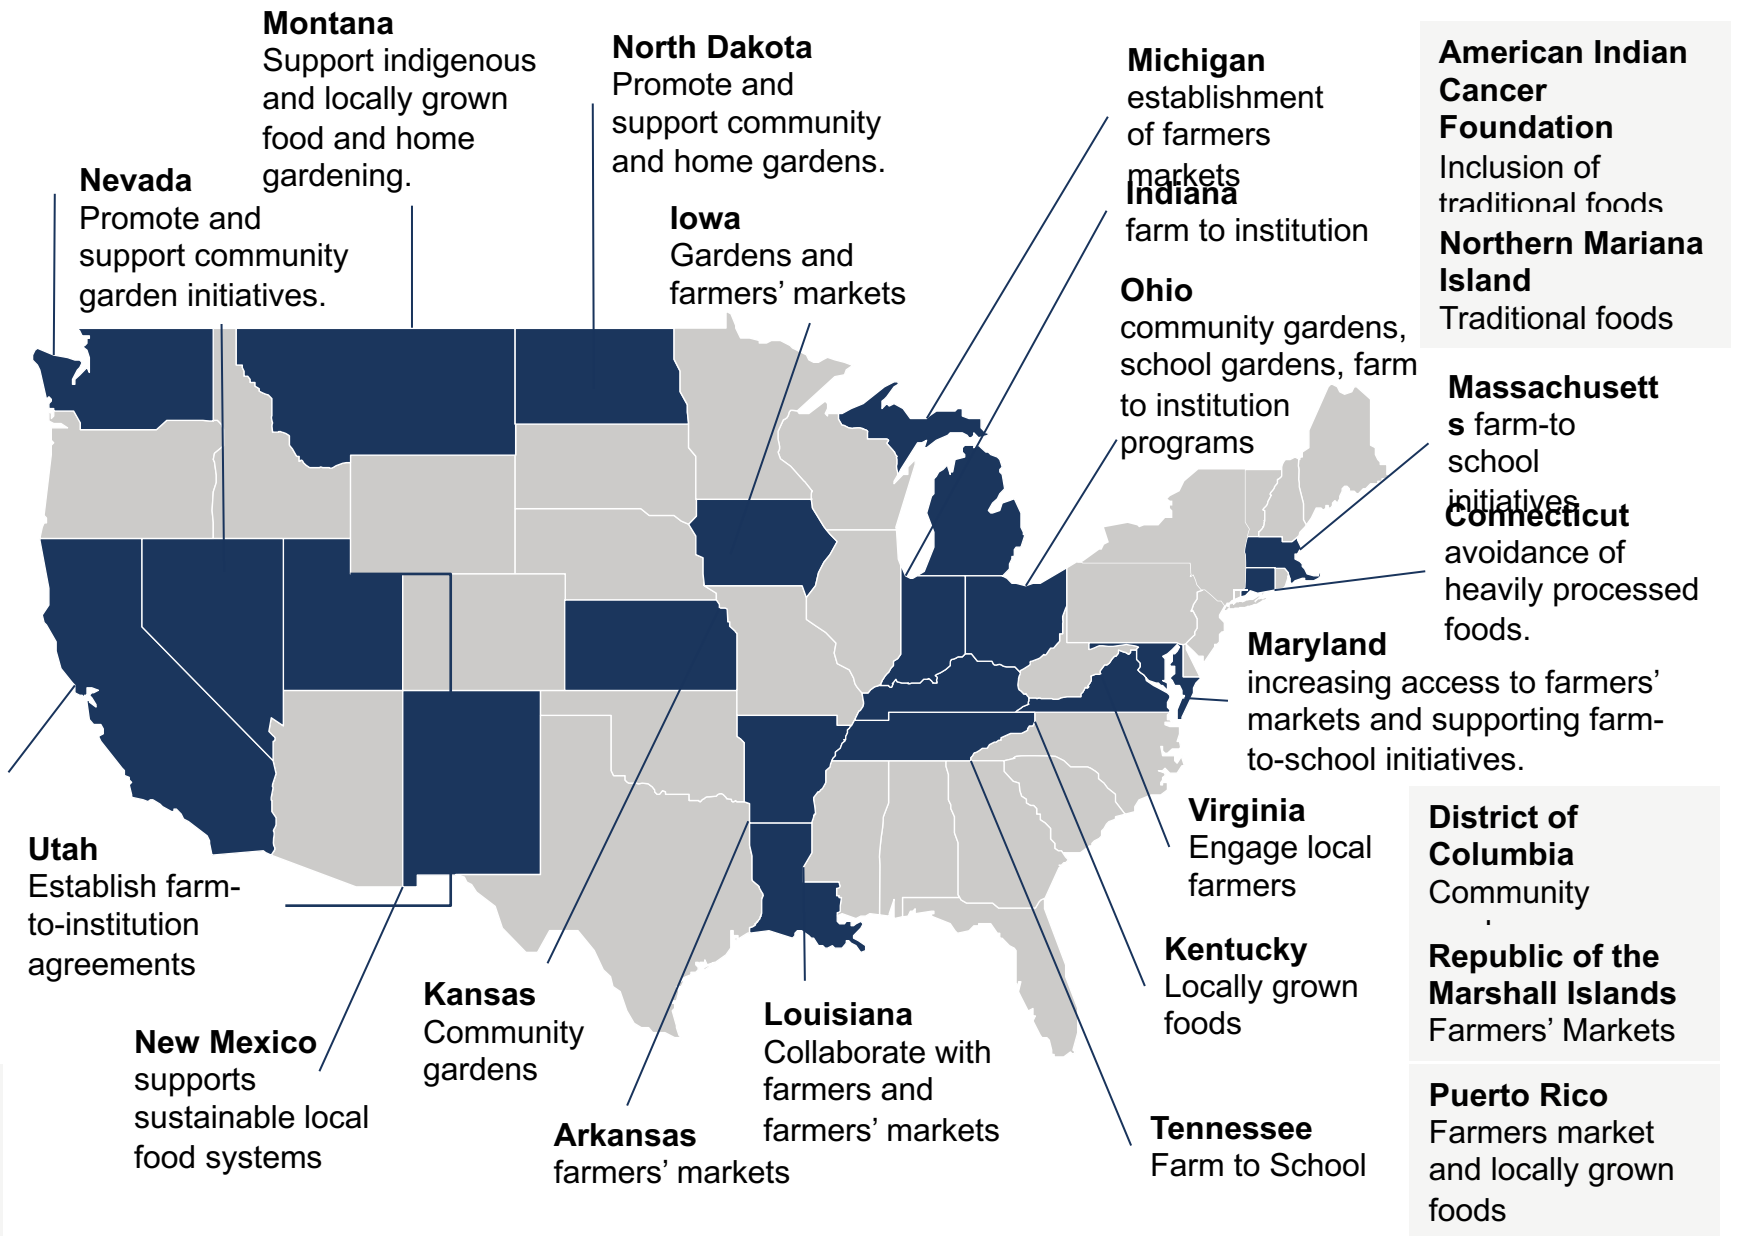 Montana
Support indigenous
and locally grown
food and home
gardening.
North Dakota
Promote and
support community
and home gardens.
Nevada
Promote and
support community
garden initiatives.
Iowa
Gardens and
farmers’ markets
Michigan
establishment
of farmers
markets
Indiana
farm to institution
Ohio
community gardens,
school gardens, farm
to institution
programs
American Indian
Cancer
Foundation
Inclusion of
traditional foods
Northern Mariana
Island
Traditional foods
Massachusett
s farm-to
school
initiatives
Connecticut
avoidance of
heavily processed
foods.
Maryland
increasing access to farmers’
markets and supporting farm-
to-school initiatives.
Virginia
Engage local
farmers
Kentucky
Locally grown
foods
Tennessee
Farm to School
District of
Columbia
Community
Republic of the
Marshall Islands
Farmers’ Markets
Puerto Rico
Farmers market
and locally grown
foods
Utah
Establish farm-
to-institution
agreements
New Mexico
supports
sustainable local
food systems
Kansas
Community
gardens
Arkansas
farmers’ markets
Louisiana
Collaborate with
farmers and
farmers’ markets